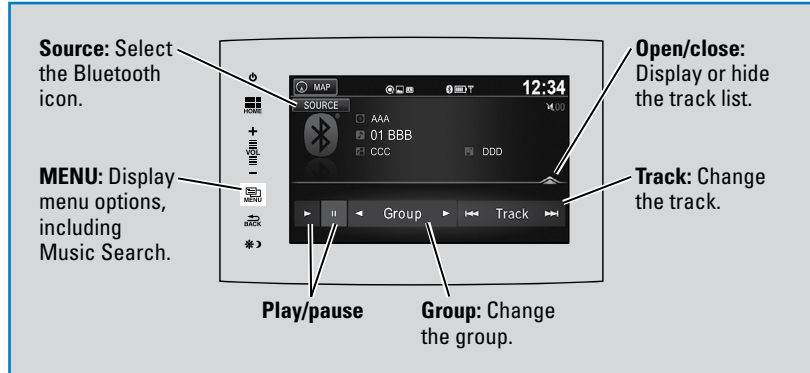 Source: Select
the Bluetooth
icon.
MENU: Display
menu options,
including
Music Search.
HOME
+
VOL
–
MENU
BACK
MAP
12:34
SOURCE
00
AAA
01 BBB
CCC
DDD
Group
Track
Open/close:
Display or hide
the track list.
Track: Change
the track.
Play/pause
Group: Change
the group.